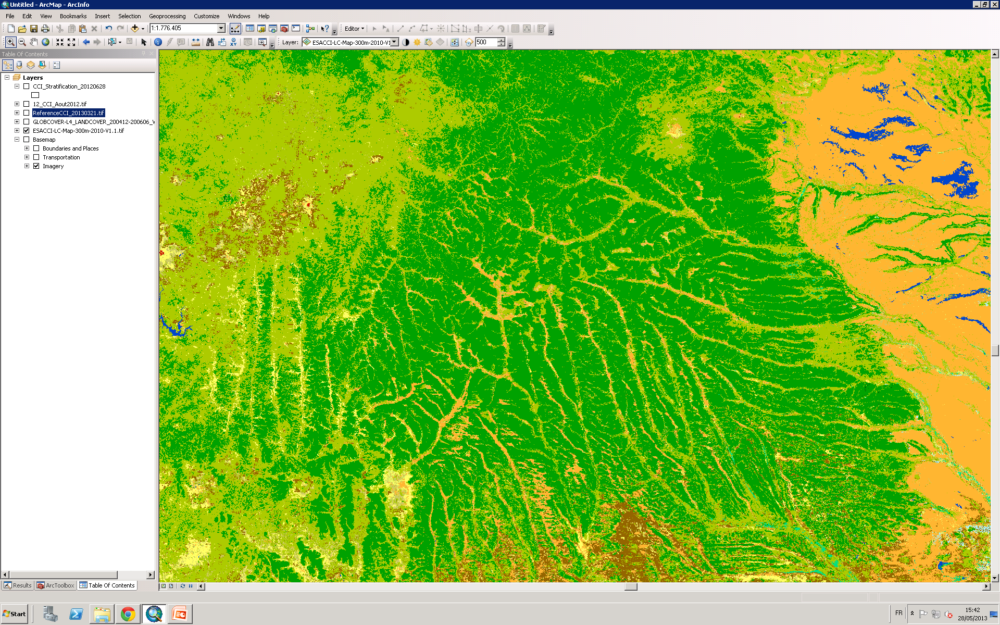 Untitled - ArcMap - ArcInfo
File Edit View Bookmarks Insert Selection Geoprocessing Customize Windows Help
1:1.776.405 Editor
Layer: ESACCI-LC-Map-300m-2010-V1 500
Table Of Contents
Layers
CCI_Stratification_20120628
12_CCI_Aout2012.tif
ReferenceCCI_20130321.tif
GLOBCOVER-L4_LANDCOVER_200412-200606_V
ESACCI-LC-Map-300m-2010-V1.1.tif
Basemap
Boundaries and Places
Transportation
Imagery
Results ArcToolbox Table Of Contents
Start FR 15:42
28/05/2013